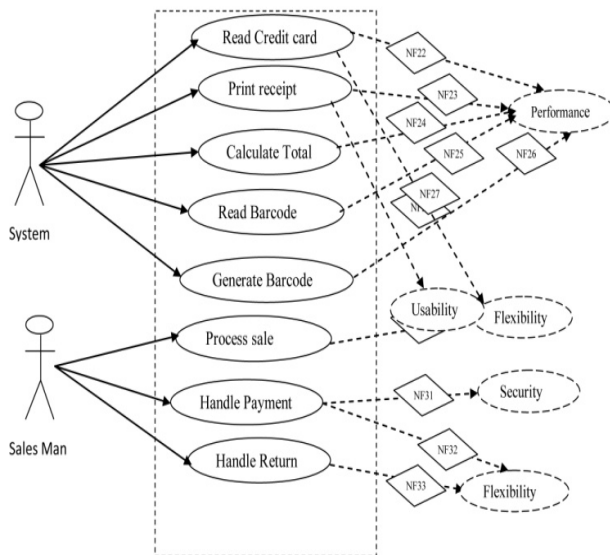 Read Credit card
NF22
Print receipt
NF23
Performance
NF24
Calculate Total
NF25
NF26
System
Read Barcode
NF27
Generate Barcode
Usability
Flexibility
Process sale
Handle Payment
NF31
Security
Sales Man
Handle Return
NF32
NF33
Flexibility